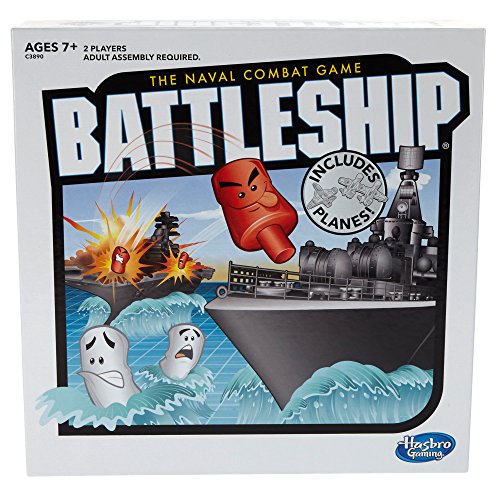 AGES 7+
C3890
2 PLAYERS
ADULT ASSEMBLY REQUIRED.
THE NAVAL COMBAT GAME
BATTLESHIP®
INCLUDES
PLANES!
Hasbro
Gaming